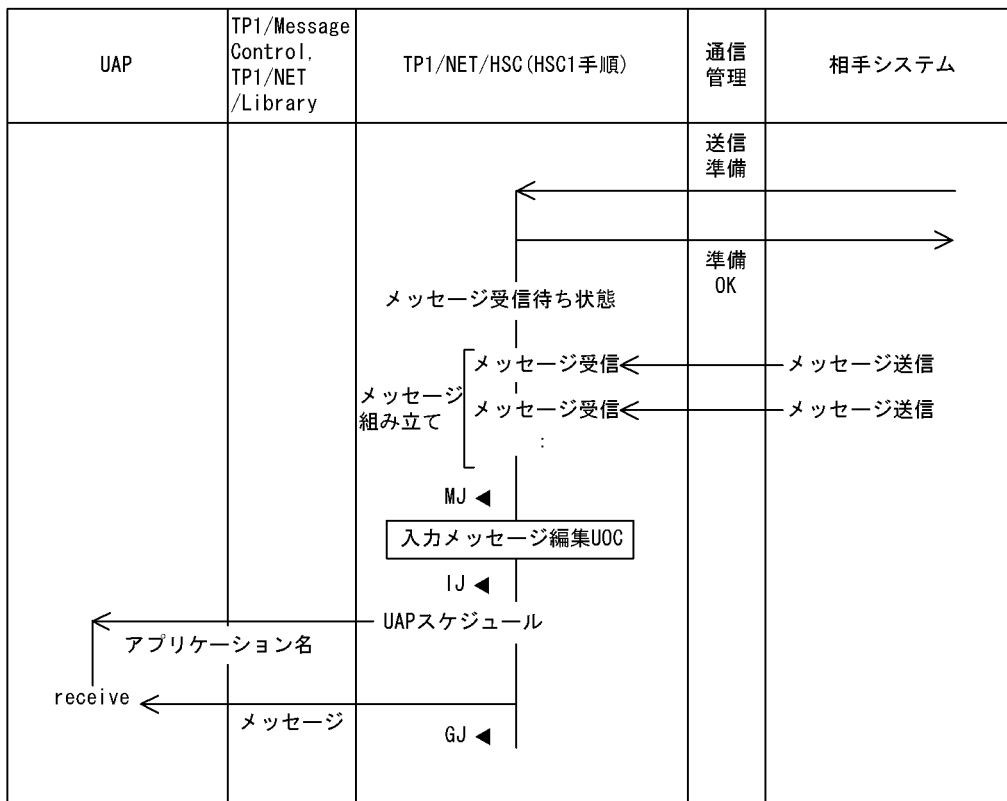 UAP
TP1/Message
Control,
TP1/NET
/Library
TP1/NET/HSC(HSC1手順)
通信
管理
相手システム
送信
準備
準備
OK
メッセージ受信待ち状態
メッセージ受信
メッセージ送信
メッセージ
組み立て
メッセージ受信
メッセージ送信
:
MJ
入力メッセージ編集UOC
IJ
UAPスケジュール
アプリケーション名
receive
メッセージ
GJ